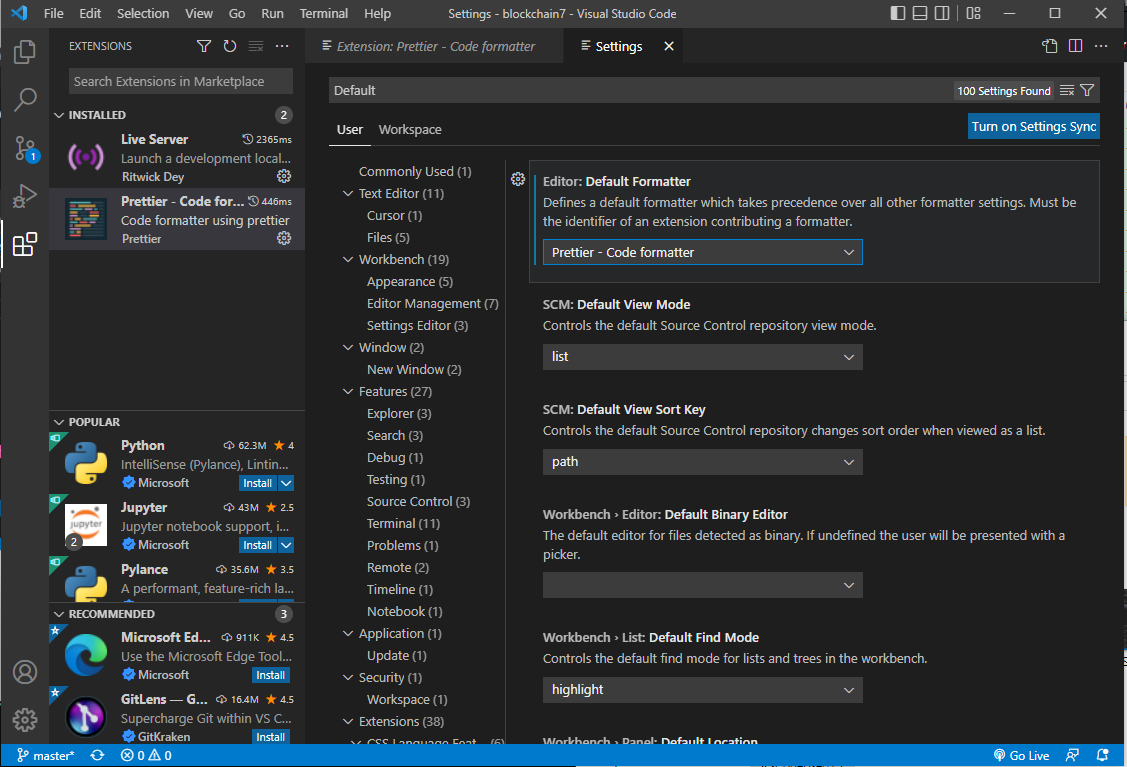 File Edit Selection View Go Run Terminal Help
Settings - blockchain7 - Visual Studio Code
EXTENSIONS
Search Extensions in Marketplace
INSTALLED 2
Live Server 2365ms
Launch a development local...
Ritwick Dey
Prettier - Code for... 446ms
Code formatter using prettier
Prettier
POPULAR
Python 62.3M 4
IntelliSense (Pylance), Lintin...
Microsoft Install
Jupyter 43M 2.5
jupyter
Jupyter notebook support, i...
2
Microsoft Install
Pylance 35.6M 3.5
A performant, feature-rich la...
RECOMMENDED 3
Microsoft Ed... 911K 4.5
Use the Microsoft Edge Tool...
Microsoft Install
GitLens — G... 16.4M 4.5
Supercharge Git within VS C...
GitKraken Install
1
Extension: Prettier - Code formatter
Settings
Default
100 Settings Found
User Workspace
Turn on Settings Sync
Commonly Used (1)
Text Editor (11)
Cursor (1)
Files (5)
Workbench (19)
Appearance (5)
Editor Management (7)
Settings Editor (3)
Window (2)
New Window (2)
Features (27)
Explorer (3)
Search (3)
Debug (1)
Testing (1)
Source Control (3)
Terminal (11)
Problems (1)
Remote (2)
Timeline (1)
Notebook (1)
Application (1)
Update (1)
Security (1)
Workspace (1)
Extensions (38)
CSS Language Feat... (6)
Editor: Default Formatter
Defines a default formatter which takes precedence over all other formatter settings. Must be
the identifier of an extension contributing a formatter.
Prettier - Code formatter
SCM: Default View Mode
Controls the default Source Control repository view mode.
list
SCM: Default View Sort Key
Controls the default Source Control repository changes sort order when viewed as a list.
path
Workbench › Editor: Default Binary Editor
The default editor for files detected as binary. If undefined the user will be presented with a
picker.
Workbench › List: Default Find Mode
Controls the default find mode for lists and trees in the workbench.
highlight
Workbench › Panel: Default Location
master* 0 0
Go Live